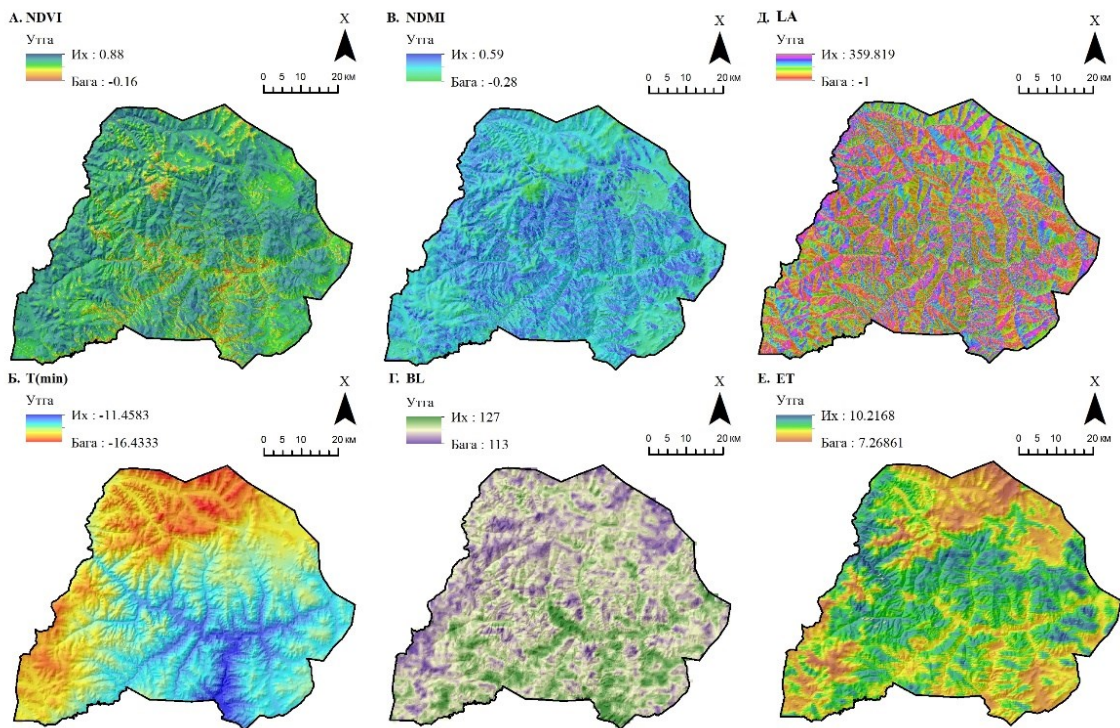 А. NDVI
Утга
Их : 0.88
Бага : -0.16
X
0 5 10 20 км
В. NDMI
Утга
Их : 0.59
Бага : -0.28
X
0 5 10 20 км
Д. LA
Утга
Их : 359.819
Бага : -1
X
0 5 10 20 км
Б. T(min)
Утга
Их : -11.4583
Бага : -16.4333
X
0 5 10 20 км
Г. BL
Утга
Их : 127
Бага : 113
X
0 5 10 20 км
Е. ET
Утга
Их : 10.2168
Бага : 7.26861
X
0 5 10 20 км